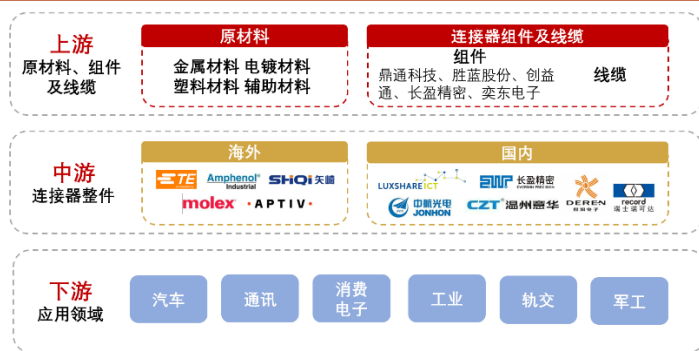 上游
原材料、组件
及线缆
原材料
金属材料 电镀材料
塑料材料 辅助材料
连接器组件及线缆
组件
鼎通科技、胜蓝股份、创益
通、长盈精密、奕东电子
线缆
中游
连接器整件
海外
TE
Amphenol®
Industrial
SHiQi 矢崎
molex
• A P T I V •
国内
LUXSHARE ICT
EWP 长盈精密
DEREN
得润电子
record
瑞士瑞可达
中航光电
JONHON
CZT 温州意华
下游
应用领域
汽车
通讯
消费
电子
工业
轨交
军工